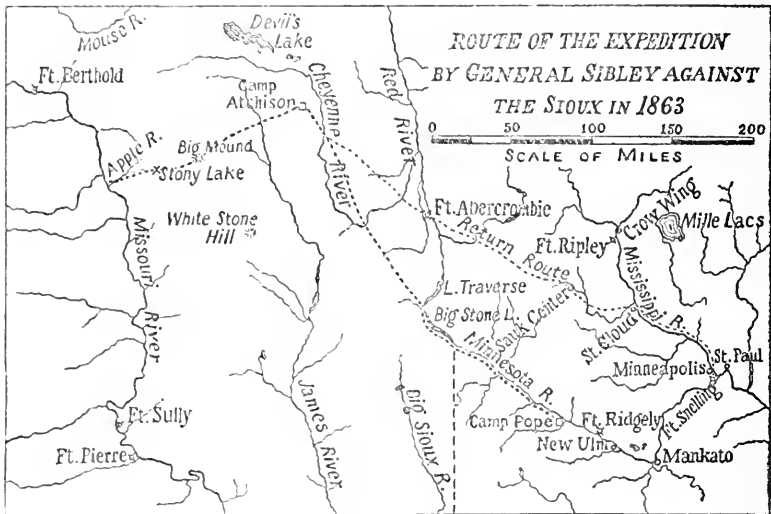 ROUTE OF THE EXPEDITION
BY GENERAL SIBLEY AGAINST
THE SIOUX IN 1863
0 50 100 150 200
SCALE OF MILES
Mouse R.
Devil's
Lake
Ft. Berthold
Camp
Atchison
Cheyenne
River
Red
River
Apple R.
Big Mound
Stony Lake
White Stone
Hill
Missouri
River
Ft. Abercrombie
Return Route
Crow Wing
Mille Lacs
Ft. Ripley
Mississippi R.
L. Traverse
Big Stone L.
Sauk Center
St. Cloud
Minnesota R.
Minneapolis
St. Paul
Ft. Snelling
James
River
Big Sioux R.
Camp Pope
Ft. Ridgely
New Ulm
Mankato
Ft. Sully
Ft. Pierre